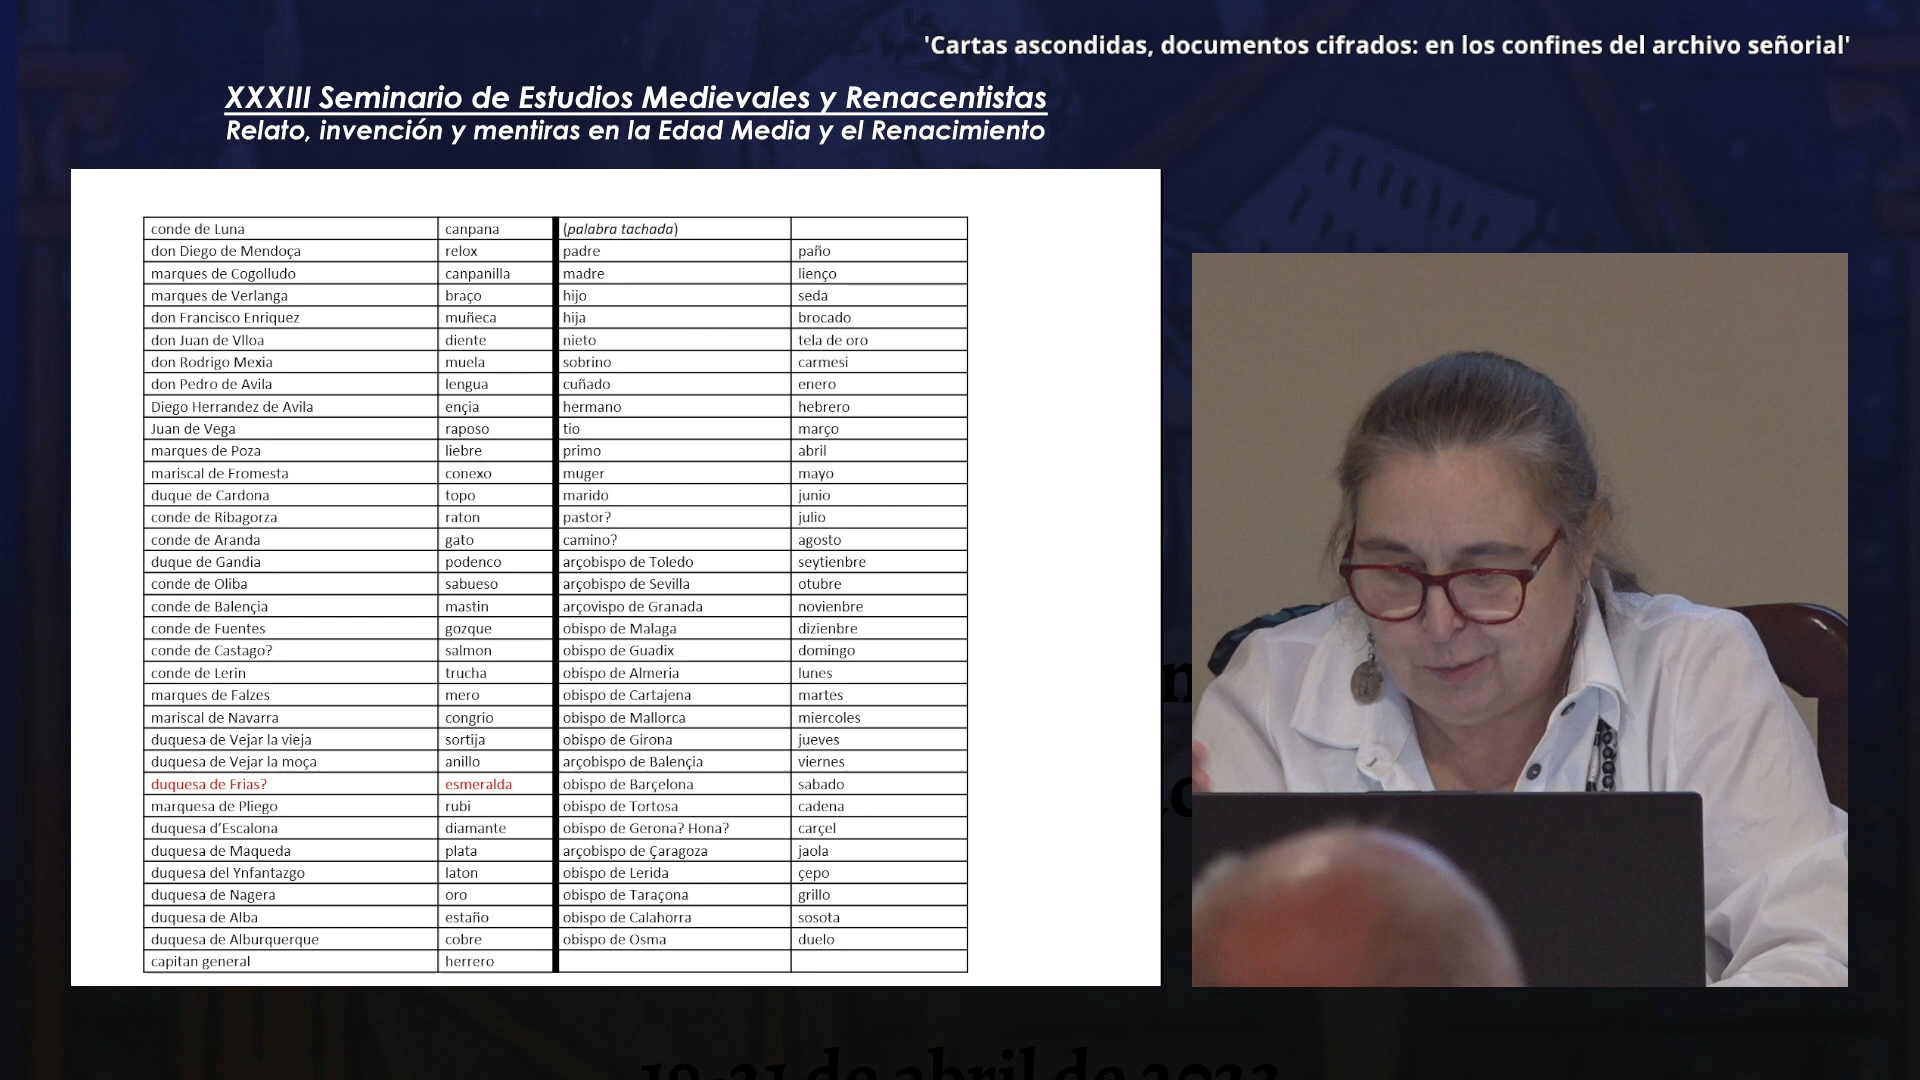 'Cartas ascondidas, documentos cifrados: en los confines del archivo señorial'
XXXIII Seminario de Estudios Medievales y Renacentistas
Relato, invención y mentiras en la Edad Media y el Renacimiento
conde de Luna canpana (palabra tachada)
don Diego de Mendoça relox padre paño
marques de Cogolludo canpanilla madre lienço
marques de Verlanga braço hijo seda
don Francisco Enriquez muñeca hija brocado
don Juan de Vlloa diente nieto tela de oro
don Rodrigo Mexia muela sobrino carmesi
don Pedro de Avila lengua cuñado enero
Diego Herrandez de Avila ençia hermano hebrero
Juan de Vega raposo tio março
marques de Poza liebre primo abril
mariscal de Fromesta conexo muger mayo
duque de Cardona topo marido junio
conde de Ribagorza raton pastor? julio
conde de Aranda gato camino? agosto
duque de Gandia podenco arçobispo de Toledo seytienbre
conde de Oliba sabueso arçobispo de Sevilla otubre
conde de Balençia mastin arçovispo de Granada novienbre
conde de Fuentes gozque obispo de Malaga dizienbre
conde de Castago? salmon obispo de Guadix domingo
conde de Lerin trucha obispo de Almeria lunes
marques de Falzes mero obispo de Cartajena martes
mariscal de Navarra congrio obispo de Mallorca miercoles
duquesa de Vejar la vieja sortija obispo de Girona jueves
duquesa de Vejar la moça anillo arçobispo de Balençia viernes
duquesa de Frias? esmeralda obispo de Barçelona sabado
marquesa de Pliego rubi obispo de Tortosa cadena
duquesa d’Escalona diamante obispo de Gerona? Hona? carçel
duquesa de Maqueda plata arçobispo de Çaragoza jaola
duquesa del Ynfantazgo laton obispo de Lerida çepo
duquesa de Nagera oro obispo de Taraçona grillo
duquesa de Alba estaño obispo de Calahorra sosota
duquesa de Alburquerque cobre obispo de Osma duelo
capitan general herrero
19-21 de abril de 2023